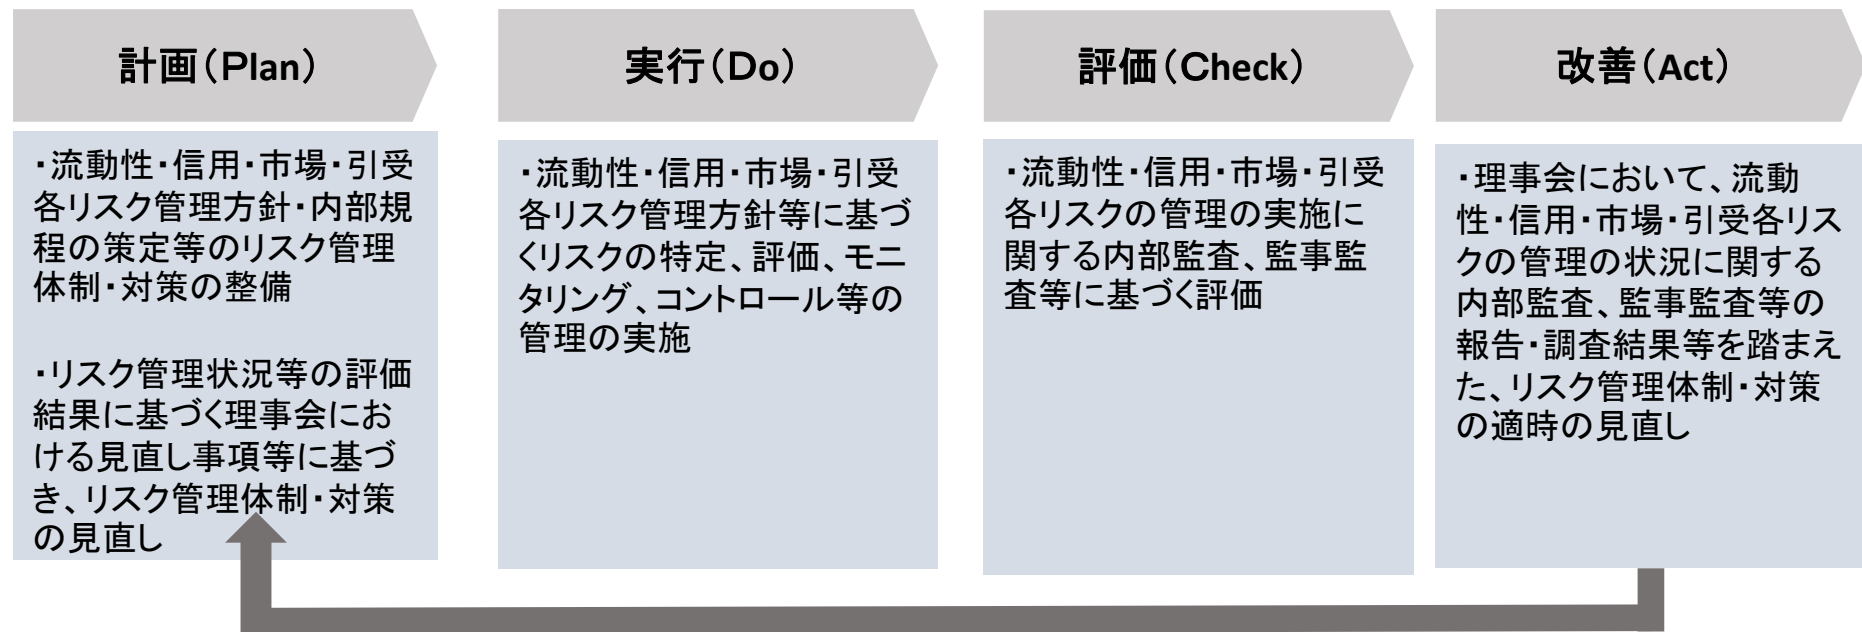 計画（Plan）
・流動性・信用・市場・引受
各リスク管理方針・内部規
程の策定等のリスク管理
体制・対策の整備
・リスク管理状況等の評価
結果に基づく理事会にお
ける見直し事項等に基づ
き、リスク管理体制・対策
の見直し
実行（Do）
・流動性・信用・市場・引受
各リスク管理方針等に基づ
くリスクの特定、評価、モニ
タリング、コントロール等の
管理の実施
評価（Check）
・流動性・信用・市場・引受
各リスクの管理の実施に
関する内部監査、監事監
査等に基づく評価
改善（Act）
・理事会において、流動
性・信用・市場・引受各リス
クの管理の状況に関する
内部監査、監事監査等の
報告・調査結果等を踏まえ
た、リスク管理体制・対策
の適時の見直し